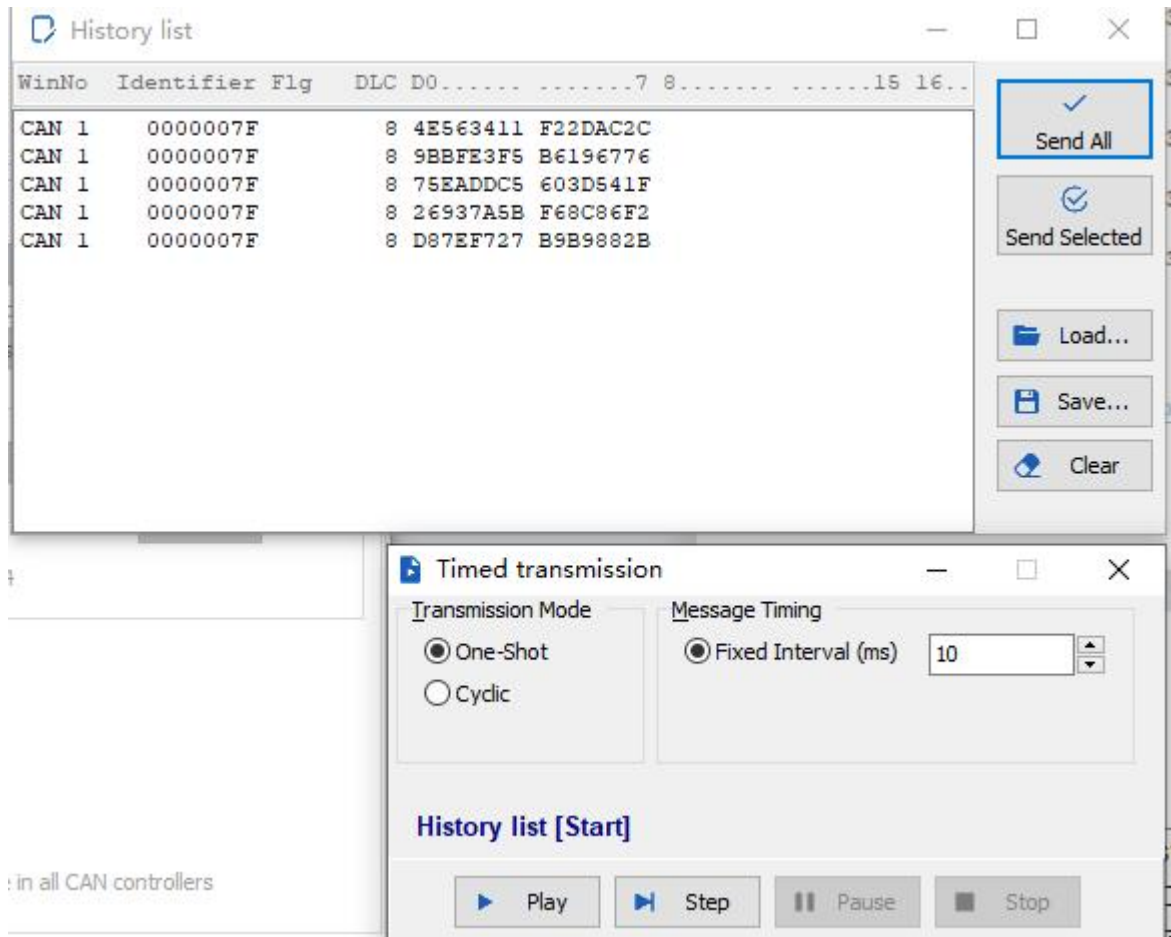 History list
WinNo Identifier Flg DLC D0...... .......7 8....... ......15 16..
CAN 1 0000007F 8 4E563411 F22DAC2C
CAN 1 0000007F 8 9BBFE3F5 B6196776
CAN 1 0000007F 8 75EADDC5 603D541F
CAN 1 0000007F 8 26937A5B F68C86F2
CAN 1 0000007F 8 D87EF727 B9B9882B
Send All
Send Selected
Load...
Save...
Clear
Timed transmission
Transmission Mode
One-Shot
Cyclic
Message Timing
Fixed Interval (ms) 10
History list [Start]
in all CAN controllers
Play Step Pause Stop